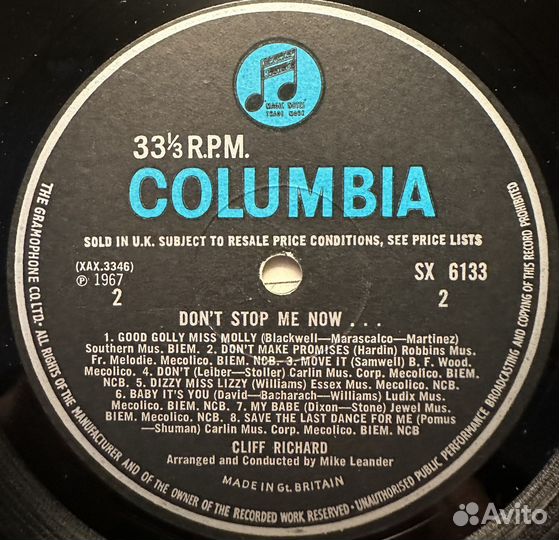 MAGIC NOTES
TRADE MARK
33⅓ R.P.M.
COLUMBIA
SOLD IN U.K. SUBJECT TO RESALE PRICE CONDITIONS, SEE PRICE LISTS
(XAX.3346)
℗ 1967
2
SX 6133
2
DON'T STOP ME NOW . . .
1. GOOD GOLLY MISS MOLLY (Blackwell—Marascalco—Martinez)
Southern Mus. BIEM. 2. DON'T MAKE PROMISES (Hardin) Robbins Mus.
Fr. Melodie. Mecolico. BIEM. NCB. 3. MOVE IT (Samwell) B. F. Wood.
Mecolico. 4. DON'T (Leiber—Stoller) Carlin Mus. Corp. Mecolico. BIEM.
NCB. 5. DIZZY MISS LIZZY (Williams) Essex Mus. Mecolico.
6. BABY IT'S YOU (David—Bacharach—Williams) Ludix Mus.
Mecolico. BIEM. NCB. 7. MY BABE (Dixon—Stone) Jewel Mus.
BIEM. Mecolico. NCB. 8. SAVE THE LAST DANCE FOR ME (Pomus
—Shuman) Carlin Mus. Corp. Mecolico. BIEM. NCB
CLIFF RICHARD
Arranged and Conducted by Mike Leander
MADE IN Gt. BRITAIN
THE GRAMOPHONE CO. LTD.- ALL RIGHTS OF THE MANUFACTURER AND OF THE OWNER OF THE RECORDED WORK RESERVED - UNAUTHORISED PUBLIC PERFORMANCE BROADCASTING AND COPYING OF THIS RECORD PROHIBITED
Avito